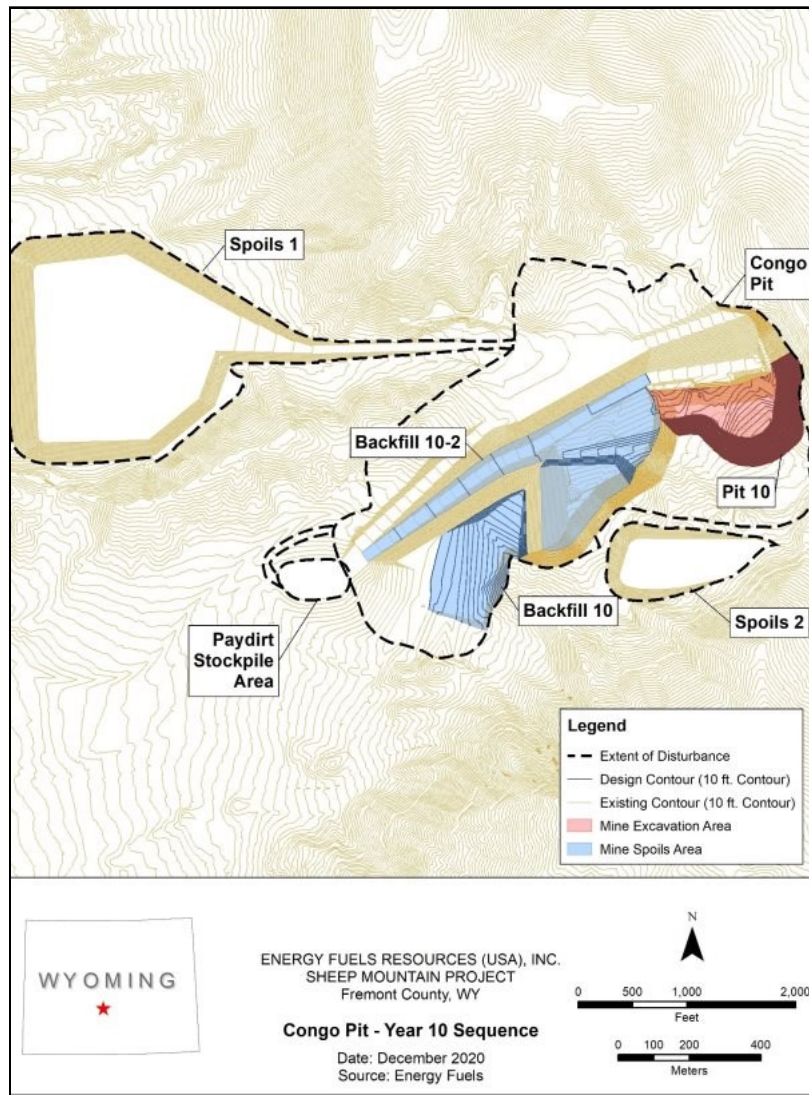 Spoils 1
Congo
Pit
Backfill 10-2
Pit 10
Backfill 10
Spoils 2
Paydirt
Stockpile
Area
Legend
Extent of Disturbance
Design Contour (10 ft. Contour)
Existing Contour (10 ft. Contour)
Mine Excavation Area
Mine Spoils Area
WYOMING
ENERGY FUELS RESOURCES (USA), INC.
SHEEP MOUNTAIN PROJECT
Fremont County, WY
Congo Pit - Year 10 Sequence
Date: December 2020
Source: Energy Fuels
N
0 500 1,000 2,000
Feet
0 100 200 400
Meters